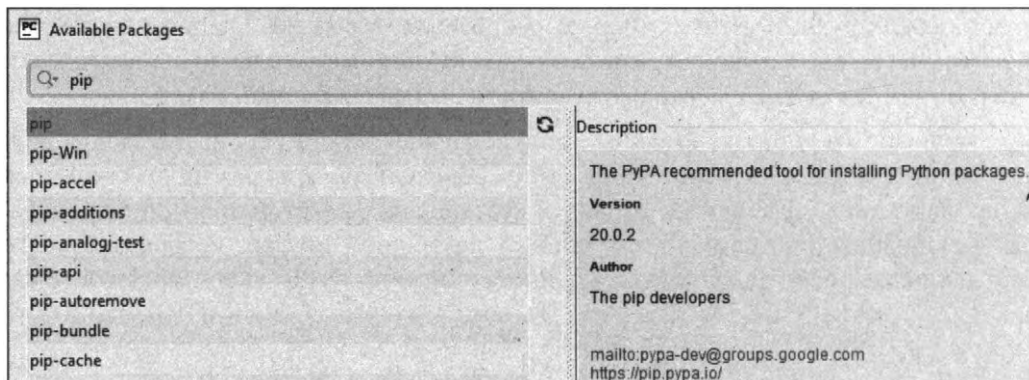 PC Available Packages
pip
pip
pip-Win
pip-accel
pip-additions
pip-analogj-test
pip-api
pip-autoremove
pip-bundle
pip-cache
Description
The PyPA recommended tool for installing Python packages.
Version
20.0.2
Author
The pip developers
mailto:pypa-dev@groups.google.com
https://pip.pypa.io/